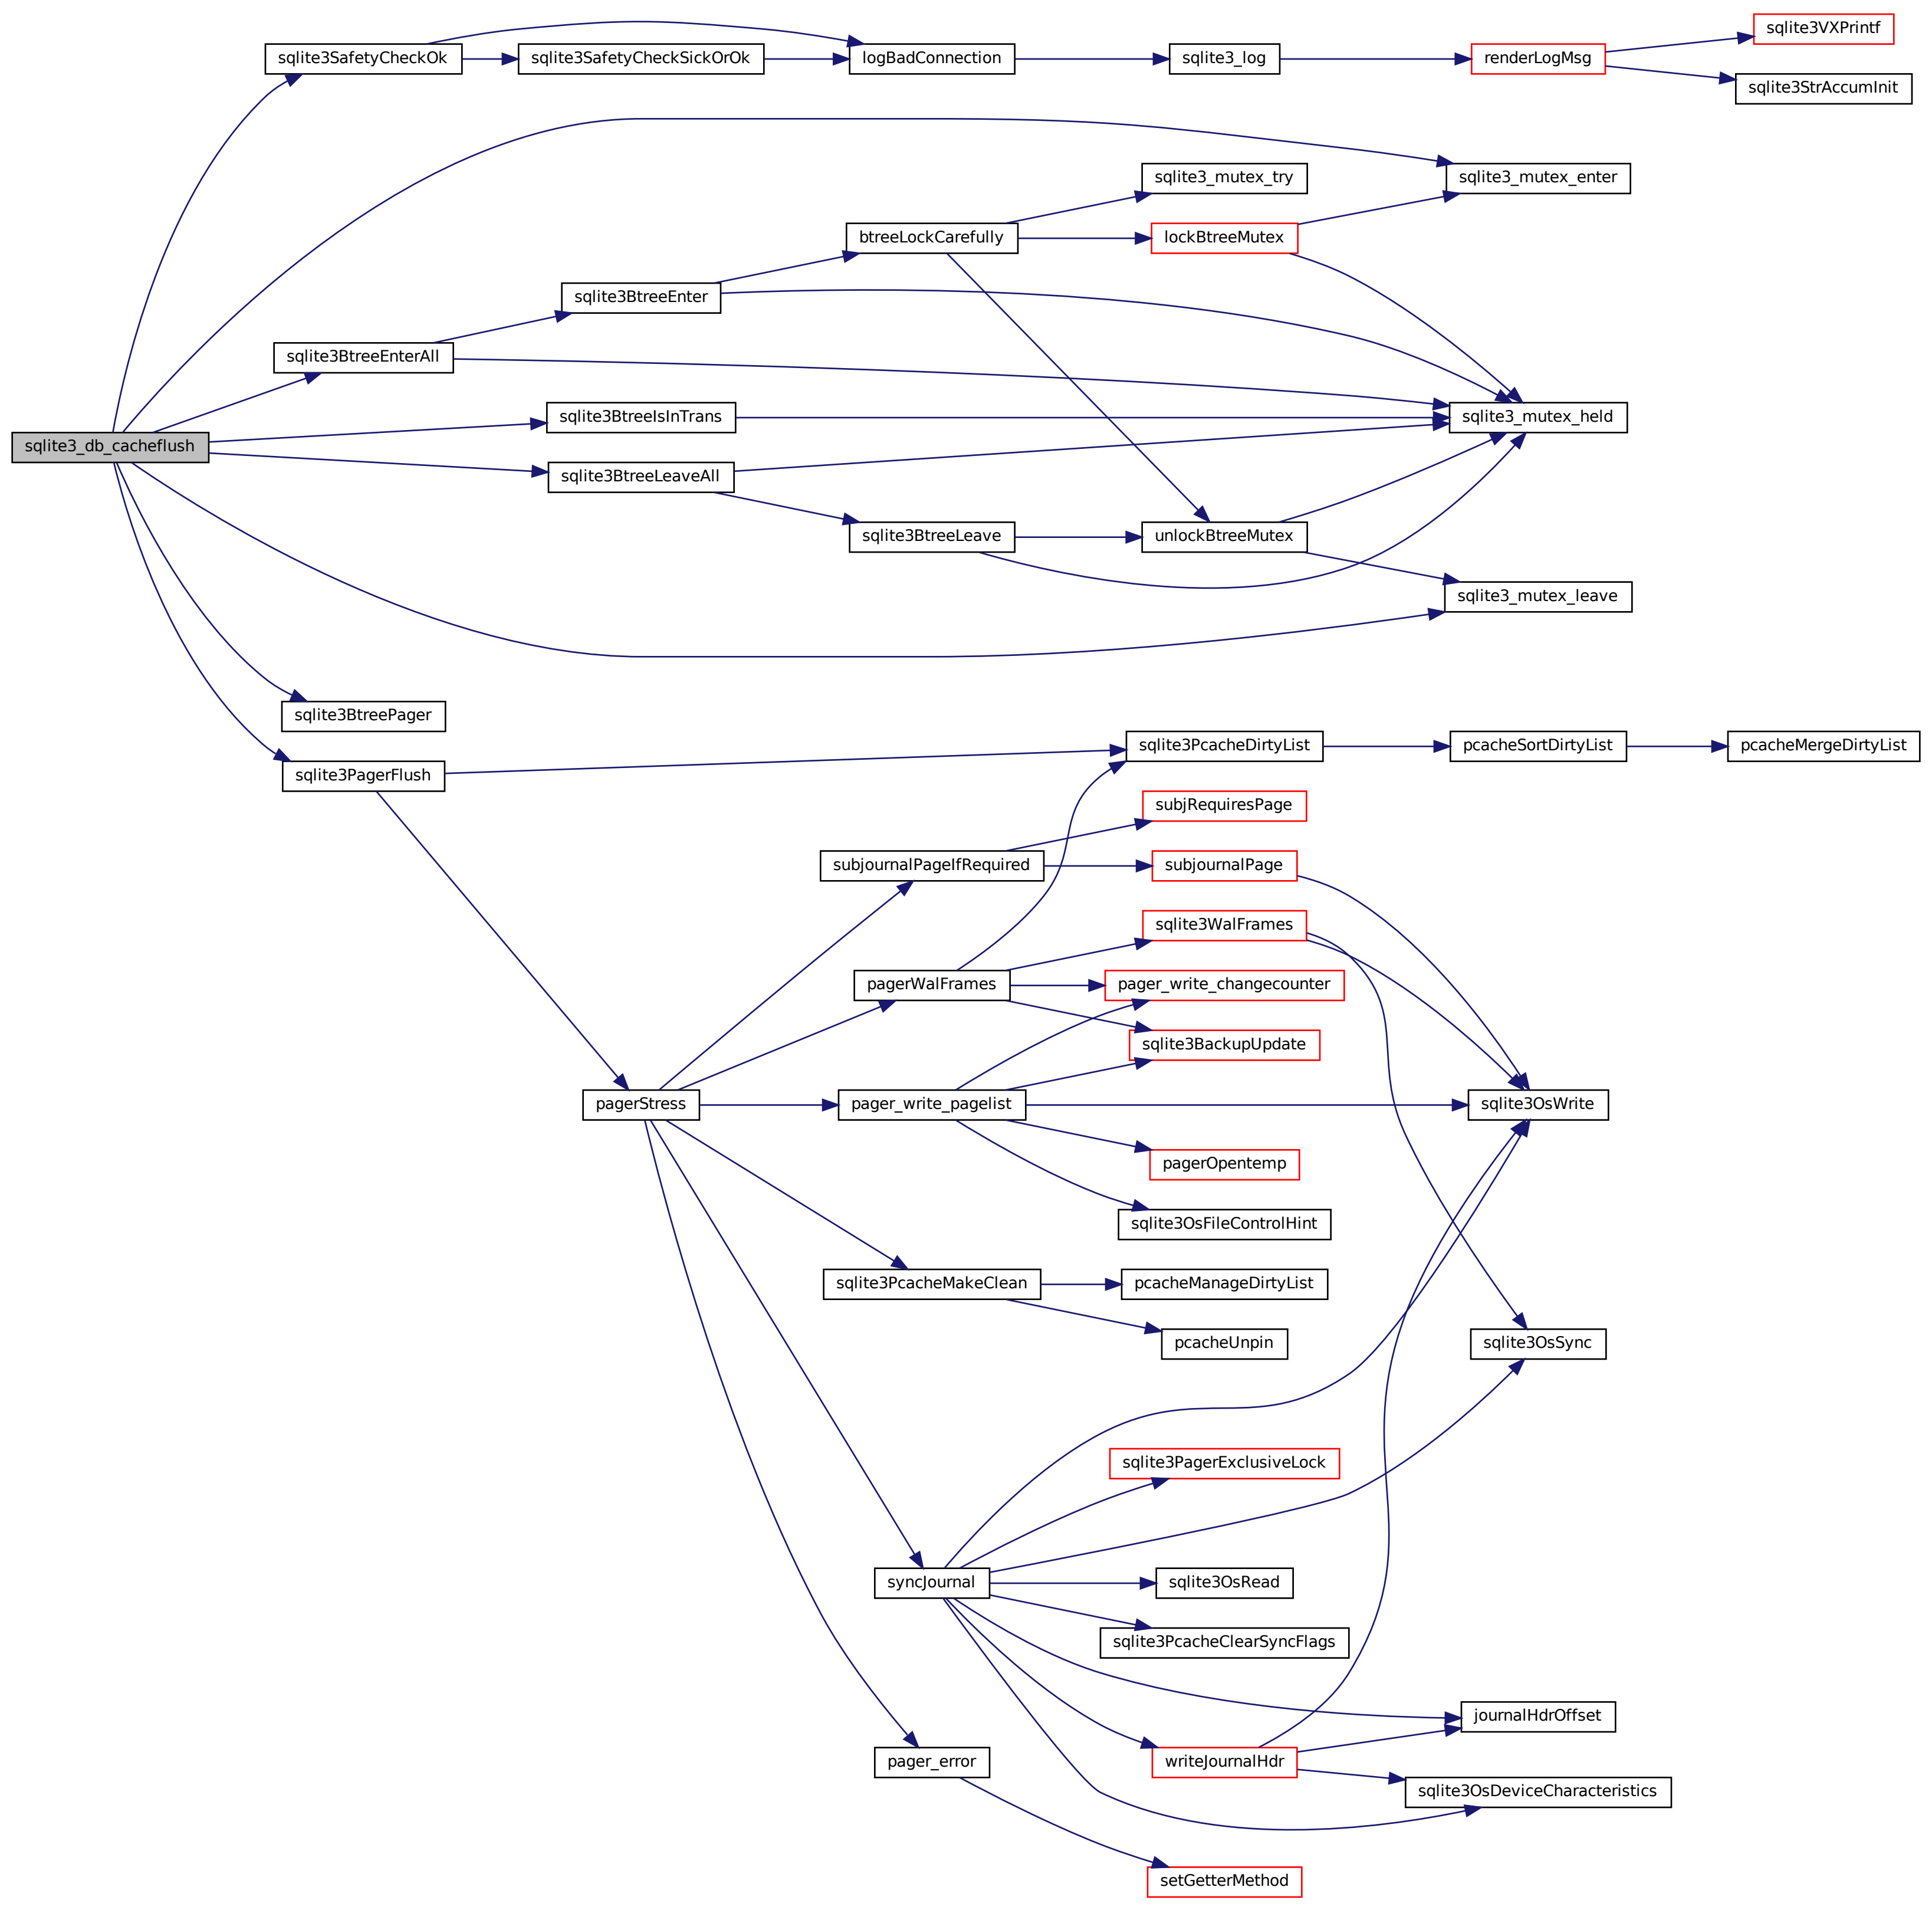 sqlite3VXPrintf
sqlite3SafetyCheckOk
sqlite3SafetyCheckSickOrOk
logBadConnection
sqlite3_log
renderLogMsg
sqlite3StrAccumInit
sqlite3_mutex_try
sqlite3_mutex_enter
btreeLockCarefully
lockBtreeMutex
sqlite3BtreeEnter
sqlite3BtreeEnterAll
sqlite3BtreeIsInTrans
sqlite3_mutex_held
sqlite3_db_cacheflush
sqlite3BtreeLeaveAll
sqlite3BtreeLeave
unlockBtreeMutex
sqlite3_mutex_leave
sqlite3BtreePager
sqlite3PcacheDirtyList
pcacheSortDirtyList
pcacheMergeDirtyList
sqlite3PagerFlush
subjRequiresPage
subjournalPageIfRequired
subjournalPage
sqlite3WalFrames
pagerWalFrames
pager_write_changecounter
sqlite3BackupUpdate
pagerStress
pager_write_pagelist
sqlite3OsWrite
pagerOpentemp
sqlite3OsFileControlHint
sqlite3PcacheMakeClean
pcacheManageDirtyList
pcacheUnpin
sqlite3OsSync
sqlite3PagerExclusiveLock
syncJournal
sqlite3OsRead
sqlite3PcacheClearSyncFlags
journalHdrOffset
pager_error
writeJournalHdr
sqlite3OsDeviceCharacteristics
setGetterMethod